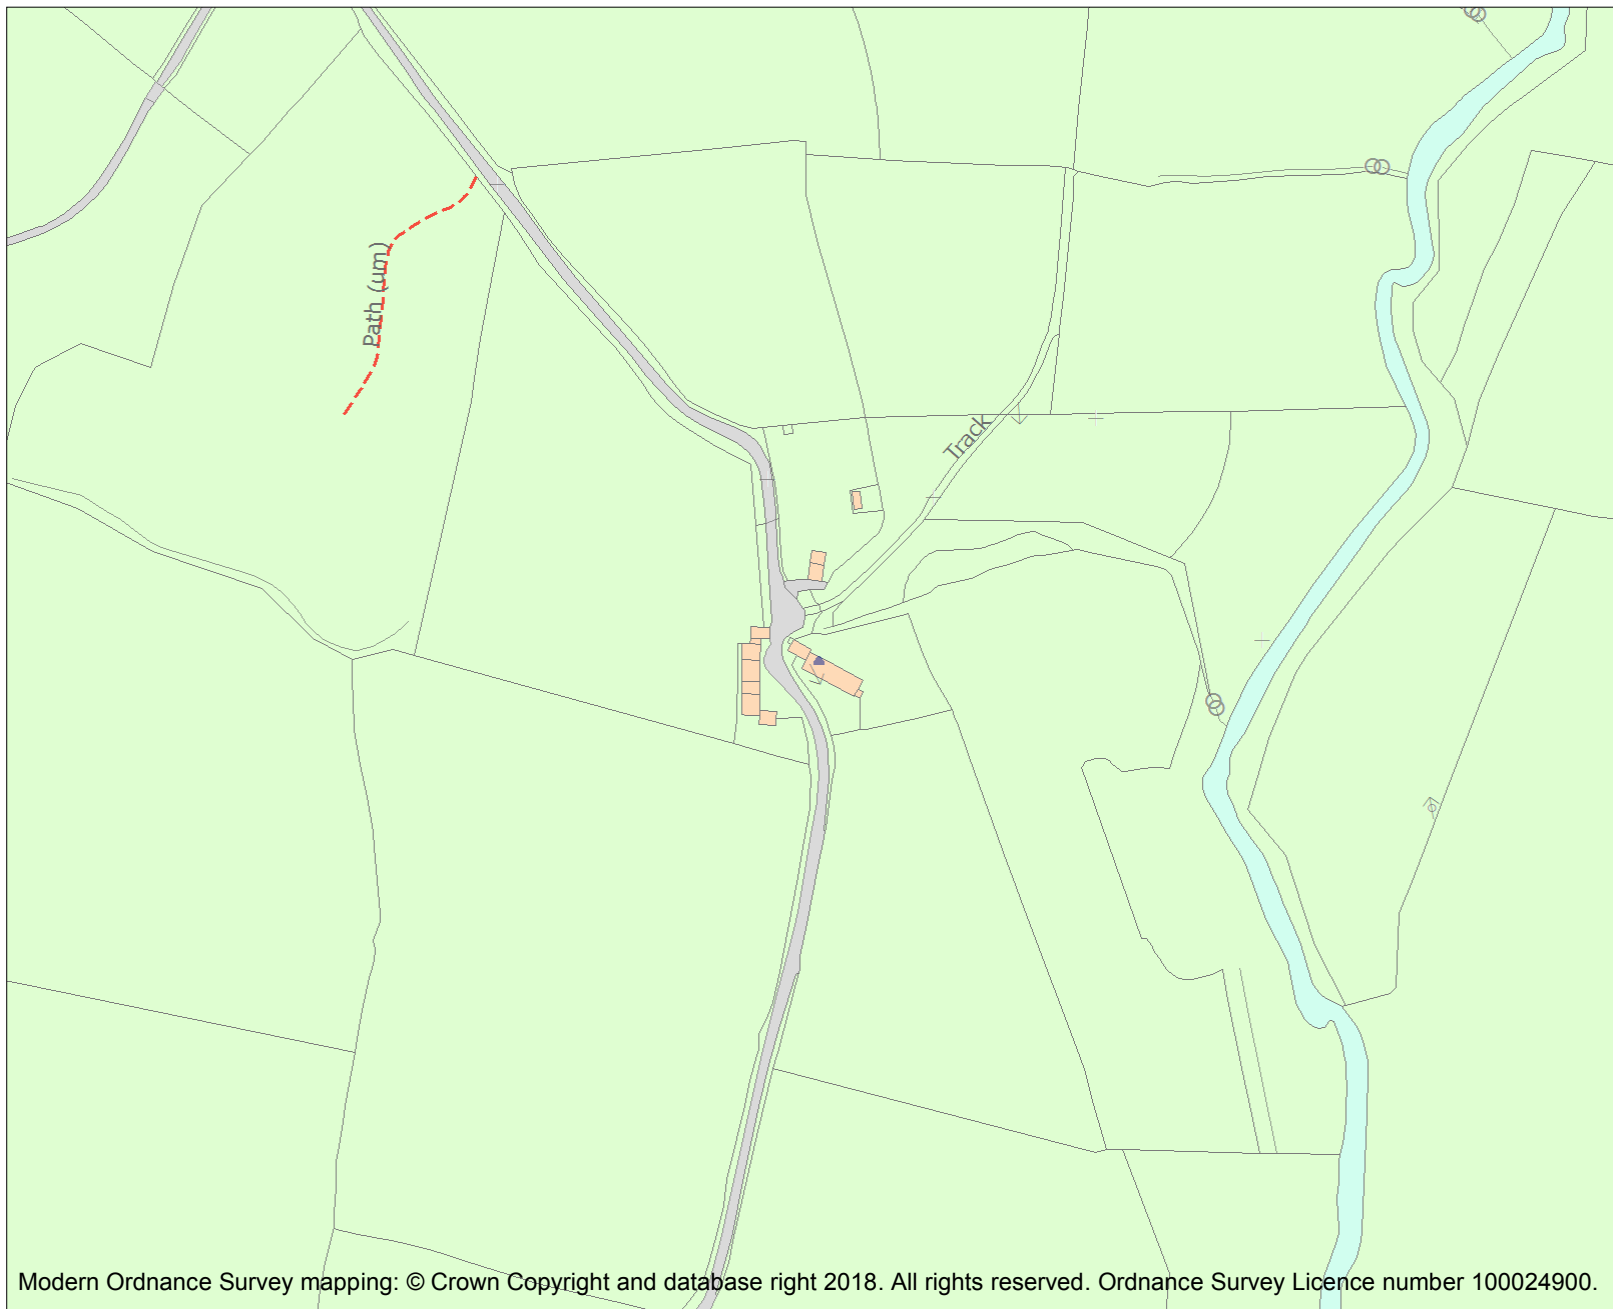 Path (um)
Track
Modern Ordnance Survey mapping: © Crown Copyright and database right 2018. All rights reserved. Ordnance Survey Licence number 100024900.